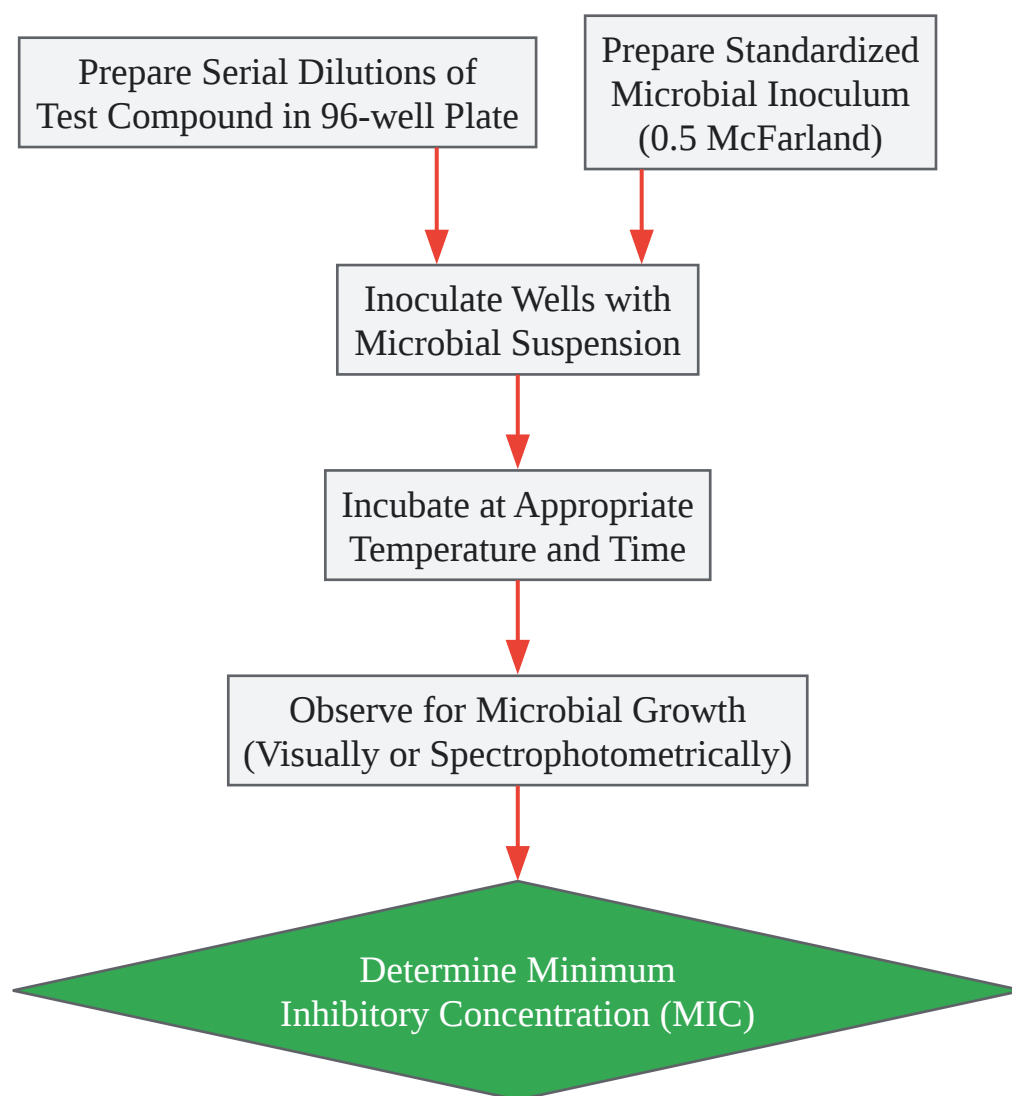 Prepare Serial Dilutions of
Test Compound in 96-well Plate
Prepare Standardized
Microbial Inoculum
(0.5 McFarland)
Inoculate Wells with
Microbial Suspension
Incubate at Appropriate
Temperature and Time
Observe for Microbial Growth
(Visually or Spectrophotometrically)
Determine Minimum
Inhibitory Concentration (MIC)